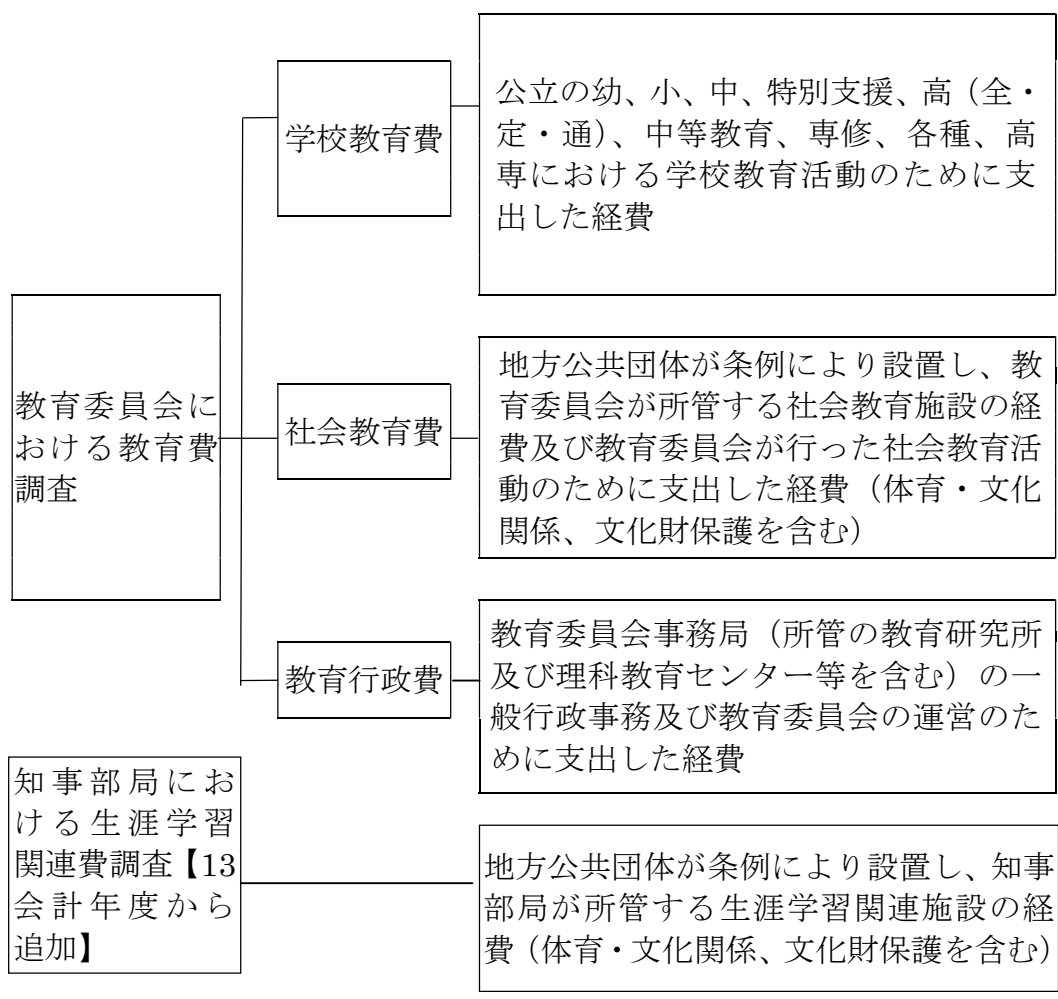 教育委員会に
おける教育費
調査
学校教育費
公立の幼、小、中、特別支援、高（全・
定・通）、中等教育、専修、各種、高
専における学校教育活動のために支
出した経費
社会教育費
地方公共団体が条例により設置し、教
育委員会が所管する社会教育施設の経
費及び教育委員会が行った社会教育活
動のために支出した経費（体育・文化
関係、文化財保護を含む）
教育行政費
教育委員会事務局（所管の教育研究所
及び理科教育センター等を含む）の一
般行政事務及び教育委員会の運営のた
めに支出した経費
知事部局にお
ける生涯学習
関連費調査【13
会計年度から
追加】
地方公共団体が条例により設置し、知事
部局が所管する生涯学習関連施設の経
費（体育・文化関係、文化財保護を含む）